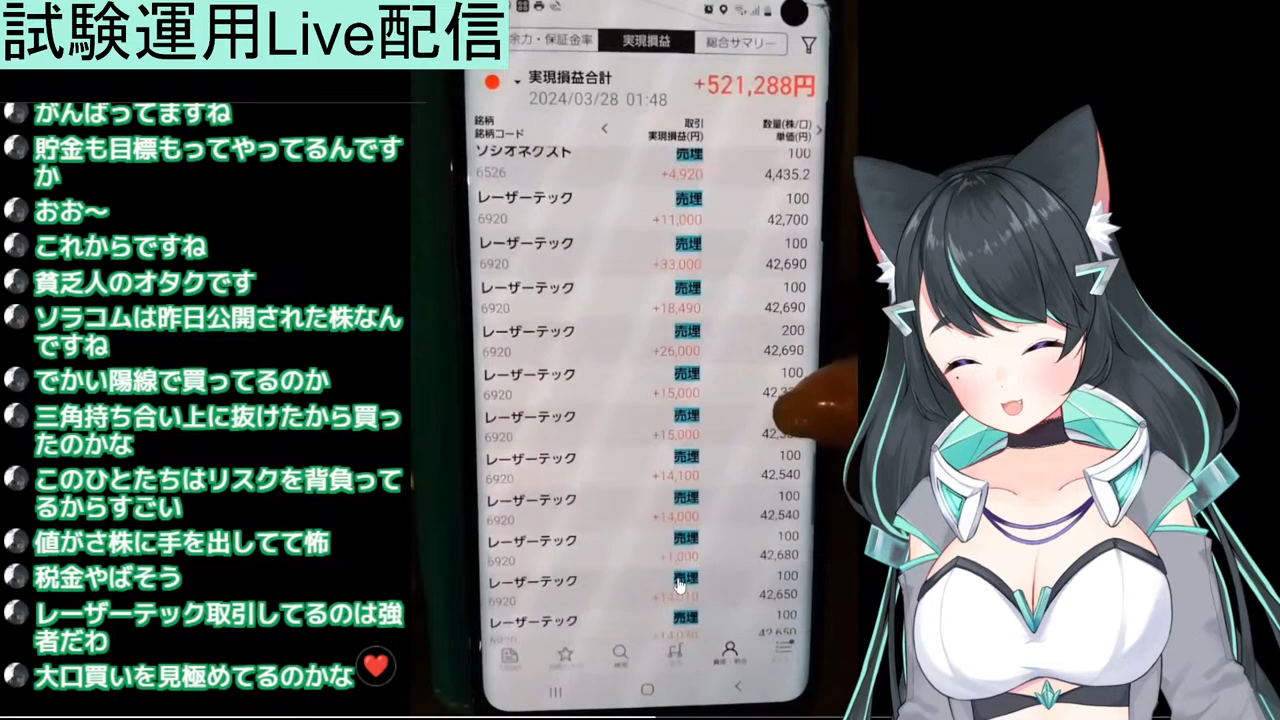 試験運用Live配信
がんばってますね
貯金も目標もってやってるんです
か
おお～
これからですね
貧乏人のオタクです
ソラコムは昨日公開された株なん
ですね
でかい陽線で買ってるのか
三角持ち合い上に抜けたから買っ
たのかな
このひとたちはリスクを背負って
るからすごい
値がさ株に手を出してて怖
税金やばそう
レーザーテック取引してるのは強
者だわ
大口買いを見極めてるのかな
余力・保証金率 実現損益 総合サマリー
実現損益合計 +521,288円
2024/03/28 01:48
銘柄 取引 数量(株/口)
銘柄コード 実現損益(円) 単価(円)
ソシオネクスト 売埋 100
6526 +4,920 4,435.2
レーザーテック 売埋 100
6920 +11,000 42,700
レーザーテック 売埋 100
6920 +33,000 42,690
レーザーテック 売埋 100
6920 +18,490 42,690
レーザーテック 売埋 200
6920 +26,000 42,690
レーザーテック 売埋 100
6920 +15,000
レーザーテック 売埋 100
6920 +15,000
レーザーテック 売埋 100
6920 +14,100 42,540
レーザーテック 売埋 100
6920 +14,000 42,540
レーザーテック 売埋 100
6920 +1,000 42,680
レーザーテック 売埋 100
6920 42,650
レーザーテック 売埋 100
42,650